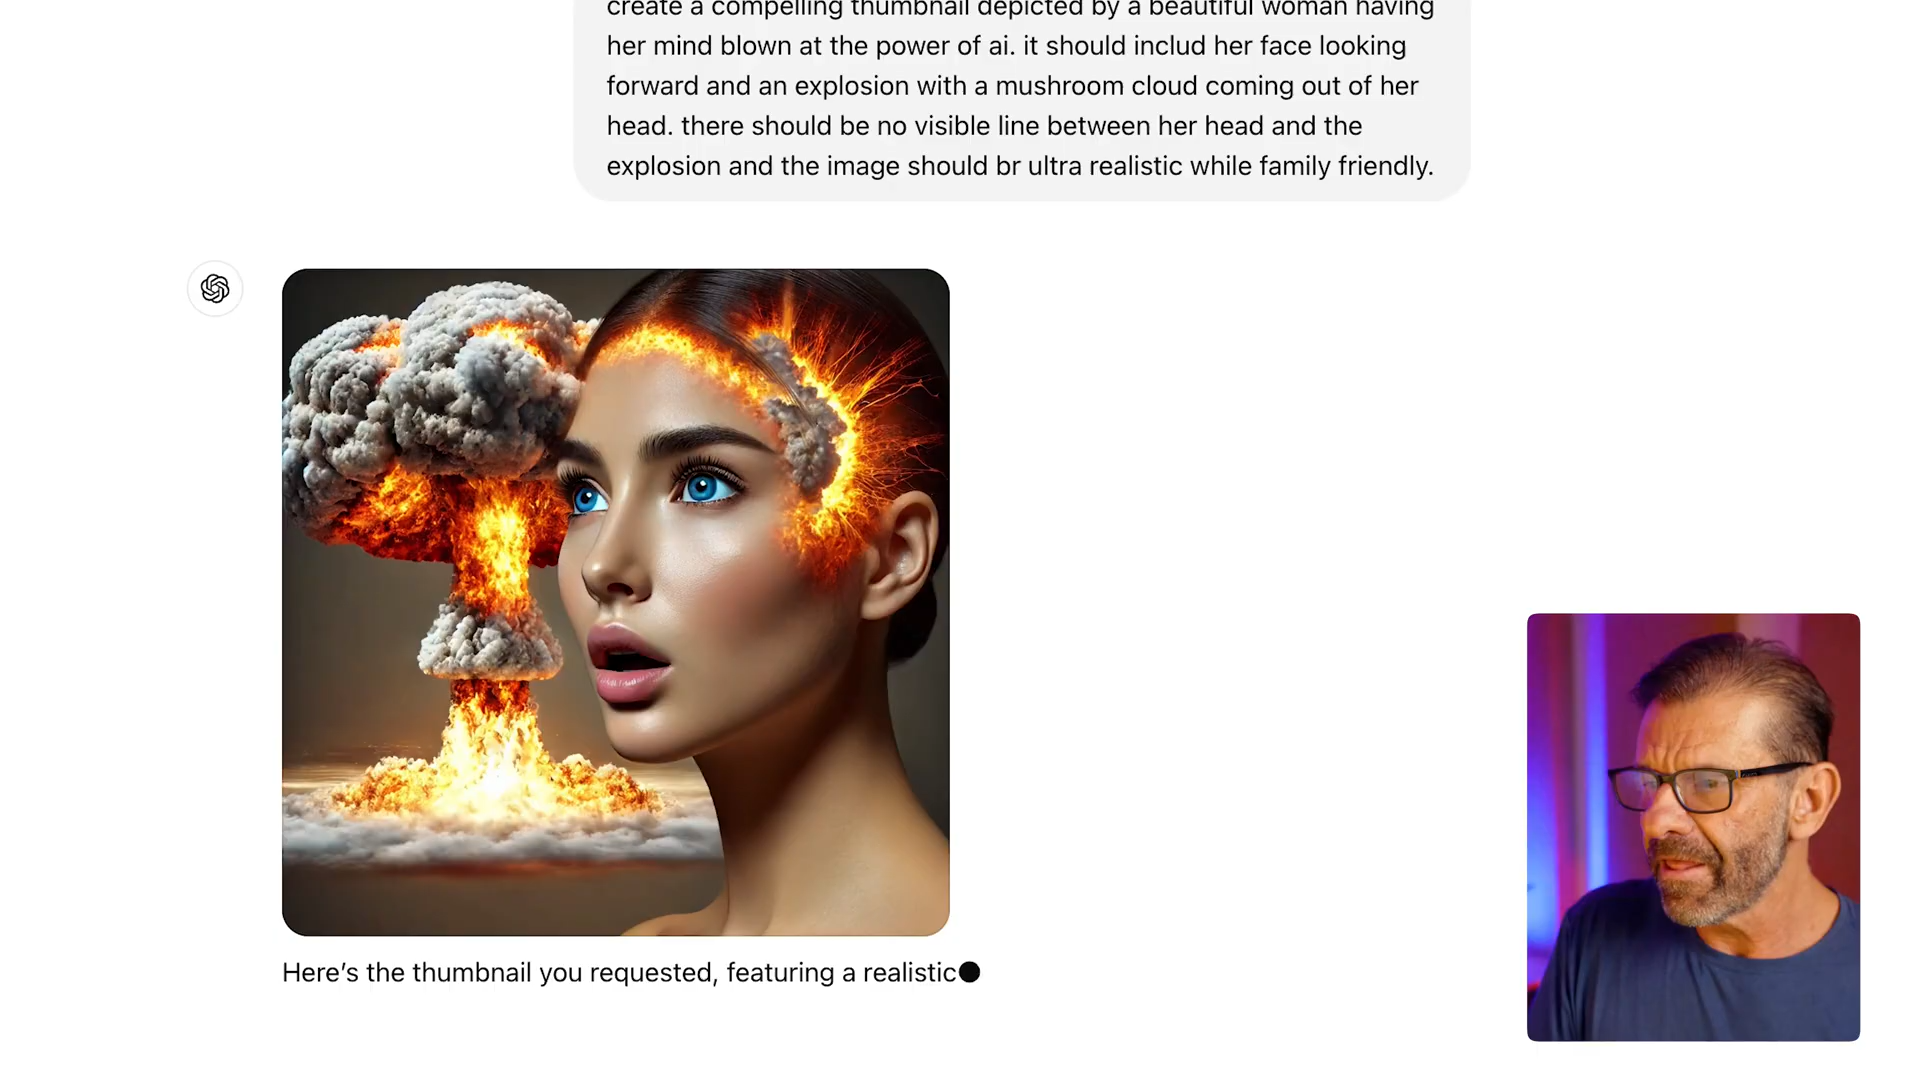 create a compelling thumbnail depicted by a beautiful woman having
her mind blown at the power of ai. it should includ her face looking
forward and an explosion with a mushroom cloud coming out of her
head. there should be no visible line between her head and the
explosion and the image should br ultra realistic while family friendly.
Here’s the thumbnail you requested, featuring a realistic